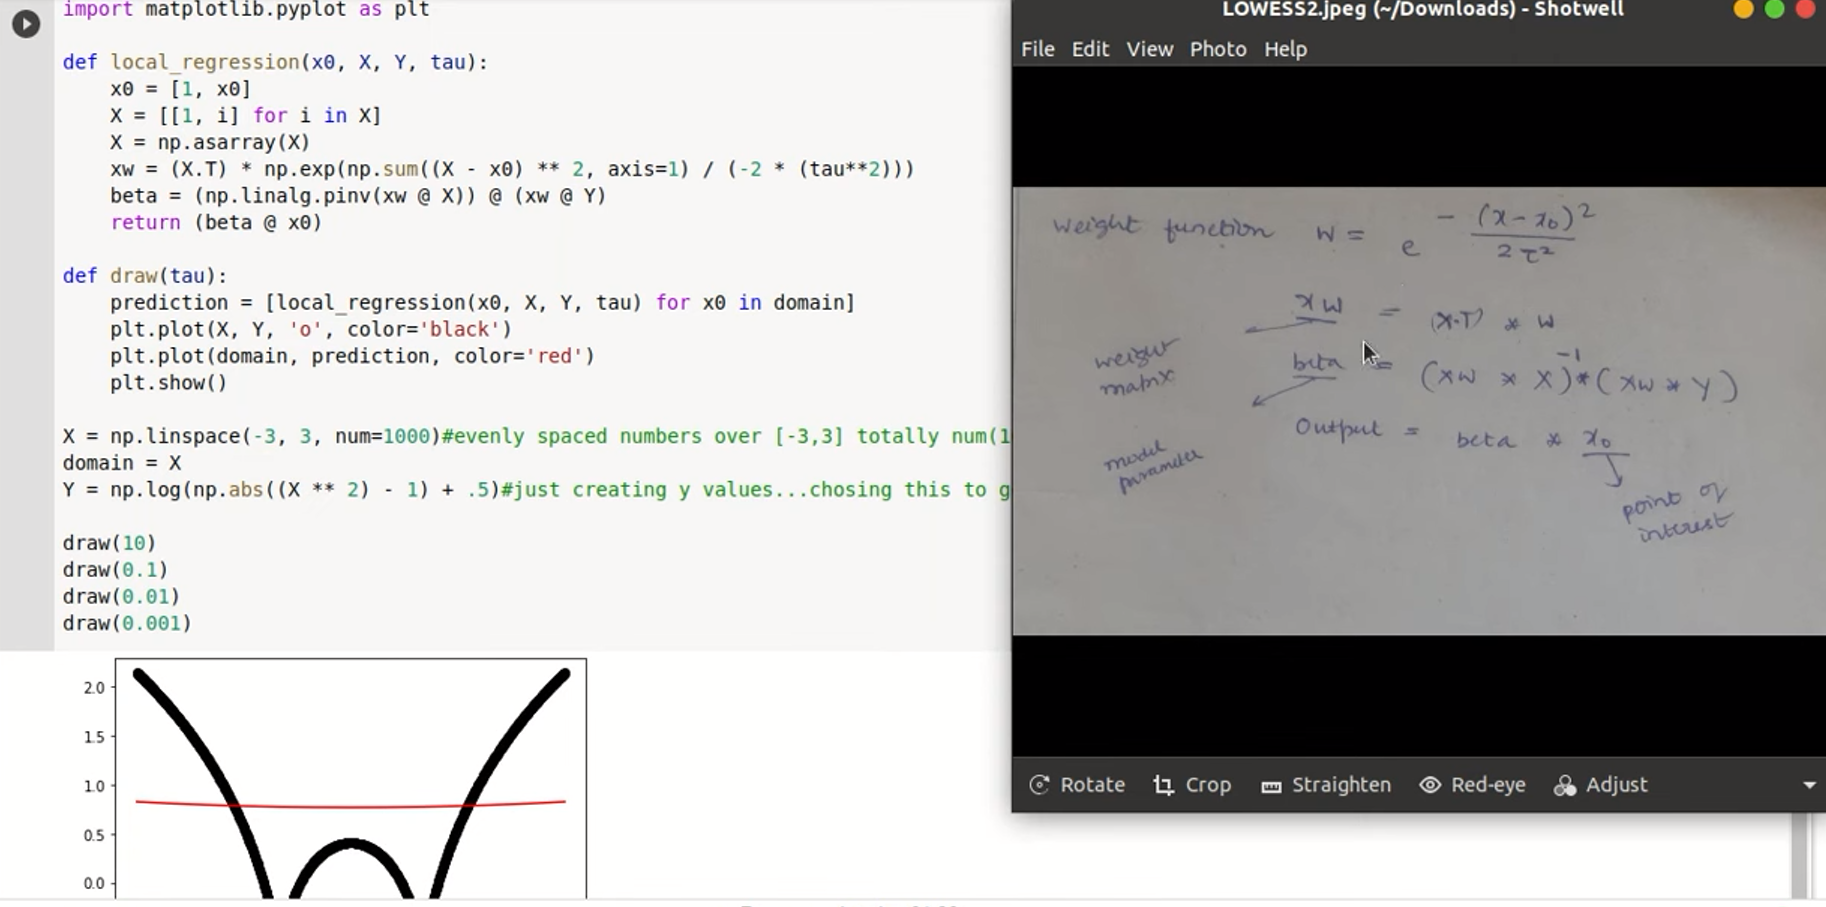 import matplotlib.pyplot as plt
def local_regression(x0, X, Y, tau):
    x0 = [1, x0]
    X = [[1, i] for i in X]
    X = np.asarray(X)
    xw = (X.T) * np.exp(np.sum((X - x0) ** 2, axis=1) / (-2 * (tau**2)))
    beta = (np.linalg.pinv(xw @ X)) @ (xw @ Y)
    return (beta @ x0)
def draw(tau):
    prediction = [local_regression(x0, X, Y, tau) for x0 in domain]
    plt.plot(X, Y, 'o', color='black')
    plt.plot(domain, prediction, color='red')
    plt.show()
X = np.linspace(-3, 3, num=1000)#evenly spaced numbers over [-3,3] totally num(1
domain = X
Y = np.log(np.abs((X ** 2) - 1) + .5)#just creating y values...chosing this to g
draw(10)
draw(0.1)
draw(0.01)
draw(0.001)
2.0
1.5
1.0
0.5
0.0
LOWESS2.jpeg (~/Downloads) - Shotwell
File Edit View Photo Help
Weight function W = e - (x-x0)2 / 2τ2
xw = (X.T) * W
weight matrix
beta = (xw * X)-1 * (xw * Y)
model parameter
Output = beta * x0
point of interest
Rotate Crop Straighten Red-eye Adjust